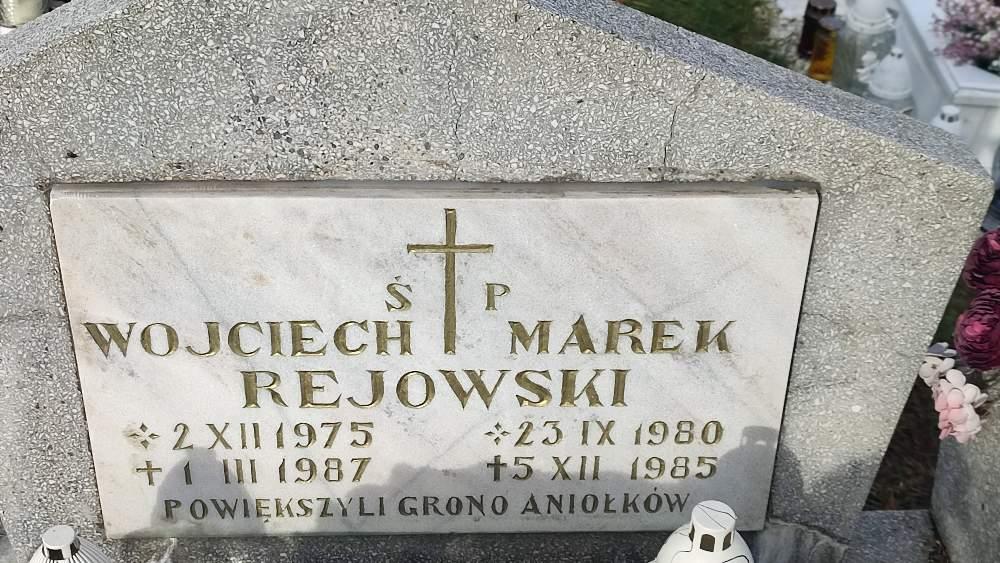 Ś P
WOJCIECH MAREK
REJOWSKI
2 XII 1975 23 IX 1980
1 III 1987 5 XII 1985
POWIĘKSZYLI GRONO ANIOŁKÓW